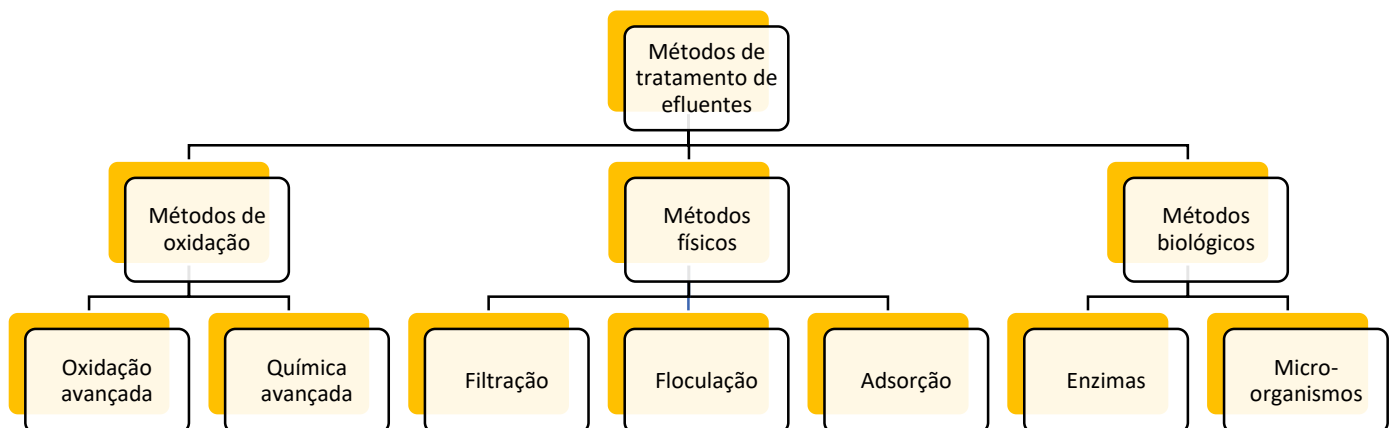 Métodos de
tratamento de
efluentes
Métodos de
oxidação
Métodos
físicos
Métodos
biológicos
Oxidação
avançada
Química
avançada
Filtração
Floculação
Adsorção
Enzimas
Micro-
organismos